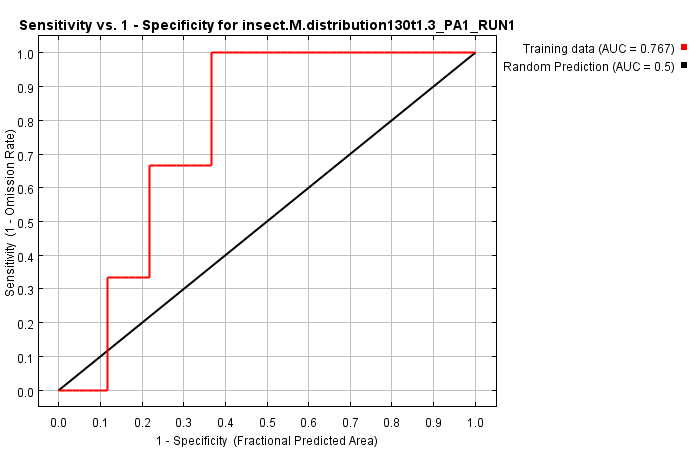 Sensitivity vs. 1 - Specificity for insect.M.distribution130t1.3_PA1_RUN1
Training data (AUC = 0.767)
Random Prediction (AUC = 0.5)
Sensitivity (1 - Omission Rate)
1.0
0.9
0.8
0.7
0.6
0.5
0.4
0.3
0.2
0.1
0.0
0.0 0.1 0.2 0.3 0.4 0.5 0.6 0.7 0.8 0.9 1.0
1 - Specificity (Fractional Predicted Area)